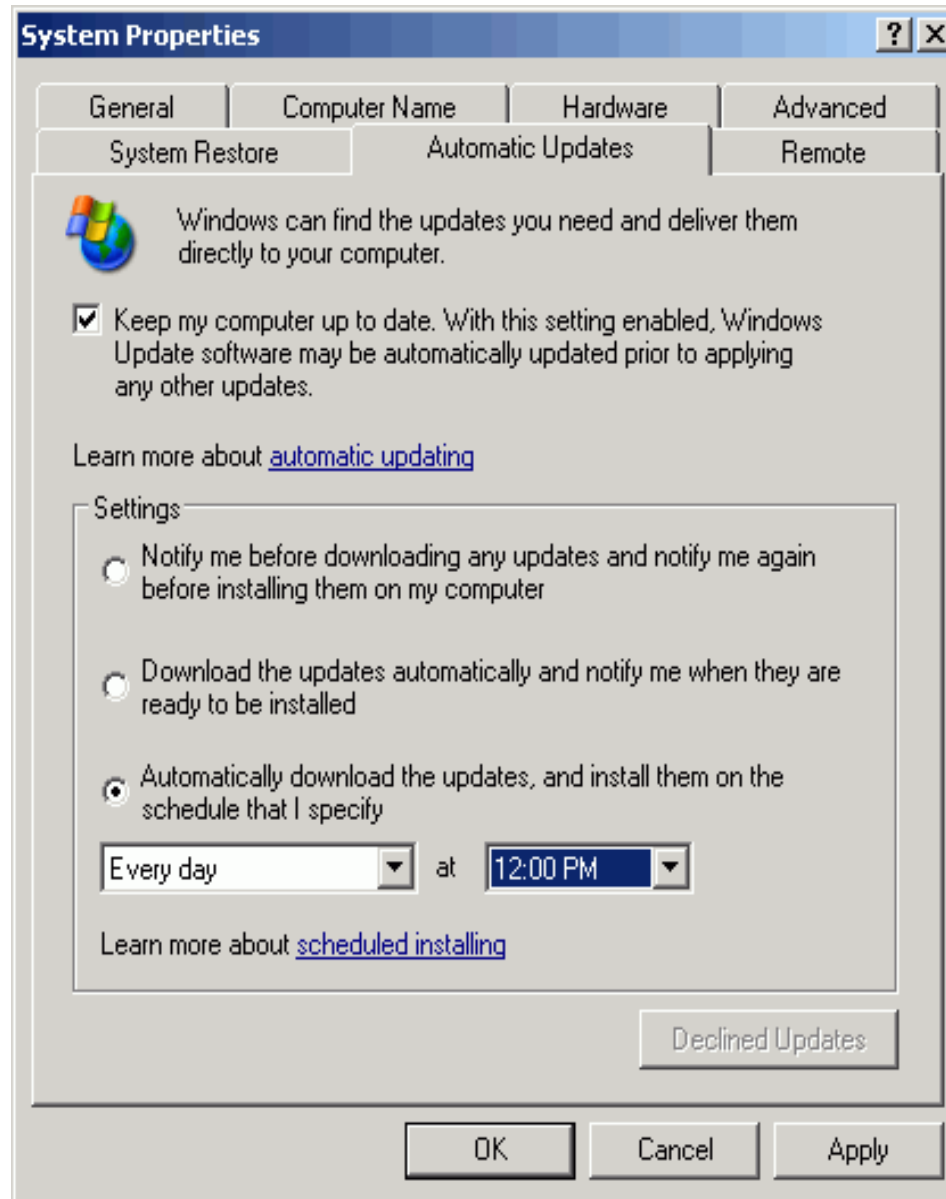 System Properties
General Computer Name Hardware Advanced
System Restore Automatic Updates Remote
Windows can find the updates you need and deliver them
directly to your computer.
Keep my computer up to date. With this setting enabled, Windows
Update software may be automatically updated prior to applying
any other updates.
Learn more about automatic updating
Settings
Notify me before downloading any updates and notify me again
before installing them on my computer
Download the updates automatically and notify me when they are
ready to be installed
Automatically download the updates, and install them on the
schedule that I specify
Every day at 12:00 PM
Learn more about scheduled installing
Declined Updates
OK Cancel Apply